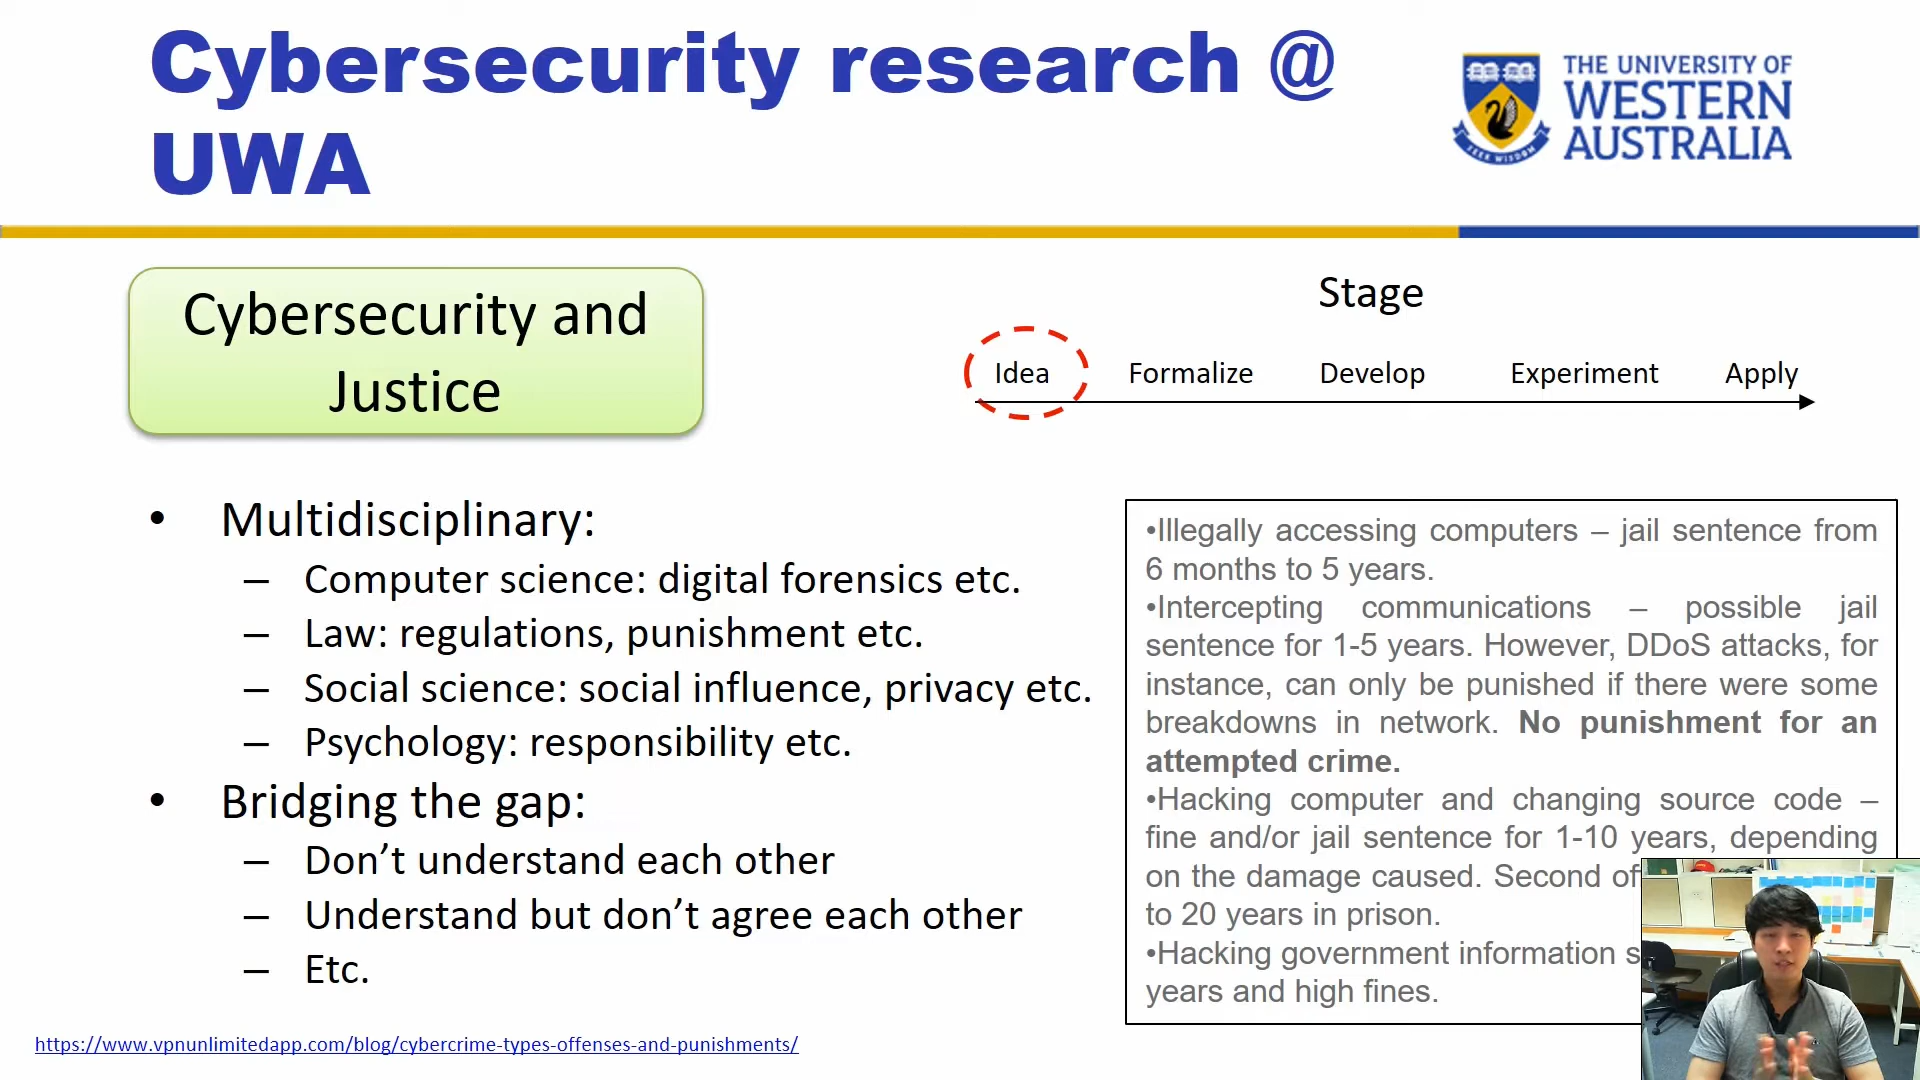 Cybersecurity research @
UWA
THE UNIVERSITY OF
WESTERN
AUSTRALIA
SEEK WISDOM
Cybersecurity and
Justice
Stage
Idea Formalize Develop Experiment Apply
• Multidisciplinary:
– Computer science: digital forensics etc.
– Law: regulations, punishment etc.
– Social science: social influence, privacy etc.
– Psychology: responsibility etc.
• Bridging the gap:
– Don’t understand each other
– Understand but don’t agree each other
– Etc.
•Illegally accessing computers – jail sentence from
6 months to 5 years.
•Intercepting communications – possible jail
sentence for 1-5 years. However, DDoS attacks, for
instance, can only be punished if there were some
breakdowns in network. No punishment for an
attempted crime.
•Hacking computer and changing source code –
fine and/or jail sentence for 1-10 years, depending
on the damage caused. Second
to 20 years in prison.
•Hacking government information
years and high fines.
https://www.vpnunlimitedapp.com/blog/cybercrime-types-offenses-and-punishments/